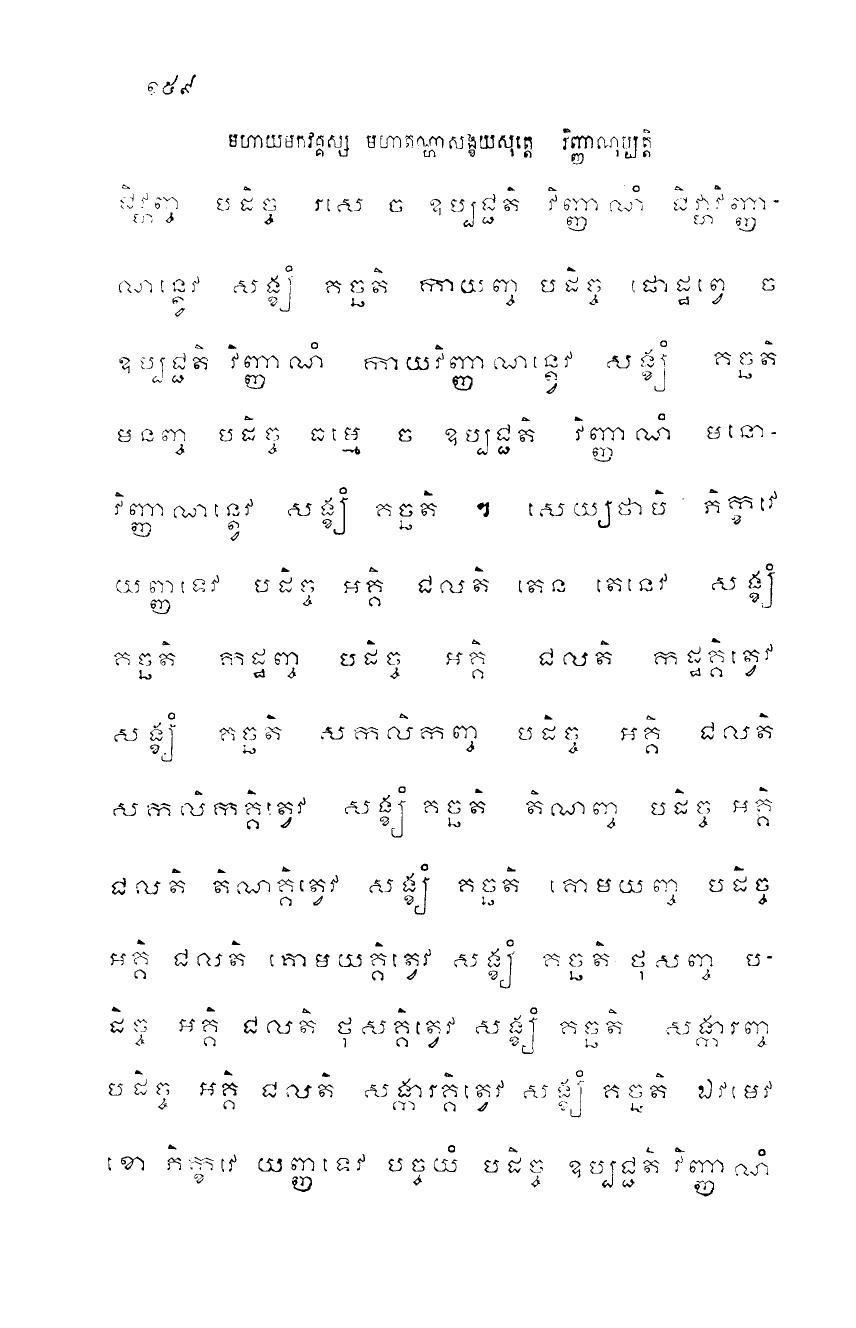 ១៥៩
មហាយមកវគ្គស្ស មហាតណ្ហាសង្ខយសុត្តេ វិញ្ញាណុប្បត្តិ
ជិវ្ហញ្ច បដិច្ច រសេ ច ឧប្បជ្ជតិ វិញ្ញាណំ ជិវ្ហាវិញ្ញា-
ណន្ត្វេវ សង្ខ្យំ គច្ឆតិ កាយញ្ច បដិច្ច ផោដ្ឋព្វេ ច
ឧប្បជ្ជតិ វិញ្ញាណំ កាយវិញ្ញាណន្ត្វេវ សង្ខ្យំ គច្ឆតិ
មនញ្ច បដិច្ច ធម្មេ ច ឧប្បជ្ជតិ វិញ្ញាណំ មនោ-
វិញ្ញាណន្ត្វេវ សង្ខ្យំ គច្ឆតិ ។ សេយ្យថាបិ ភិក្ខវេ
យញ្ញទេវ បដិច្ច អគ្គិ ជលតិ តេន តេនេវ សង្ខ្យំ
គច្ឆតិ កដ្ឋញ្ច បដិច្ច អគ្គិ ជលតិ កដ្ឋគ្គិត្វេវ
សង្ខ្យំ គច្ឆតិ សកលិកញ្ច បដិច្ច អគ្គិ ជលតិ
សកលិកគ្គិត្វេវ សង្ខ្យំ គច្ឆតិ តិណញ្ច បដិច្ច អគ្គិ
ជលតិ តិណគ្គិត្វេវ សង្ខ្យំ គច្ឆតិ គោមយញ្ច បដិច្ច
អគ្គិ ជលតិ គោមយគ្គិត្វេវ សង្ខ្យំ គច្ឆតិ ថុសញ្ច ប-
ដិច្ច អគ្គិ ជលតិ ថុសគ្គិត្វេវ សង្ខ្យំ គច្ឆតិ សង្ការញ្ច
បដិច្ច អគ្គិ ជលតិ សង្ការគ្គិត្វេវ សង្ខ្យំ គច្ឆតិ ឯវមេវ
ខោ ភិក្ខវេ យញ្ញទេវ បច្ចយំ បដិច្ច ឧប្បជ្ជតិ វិញ្ញាណំ